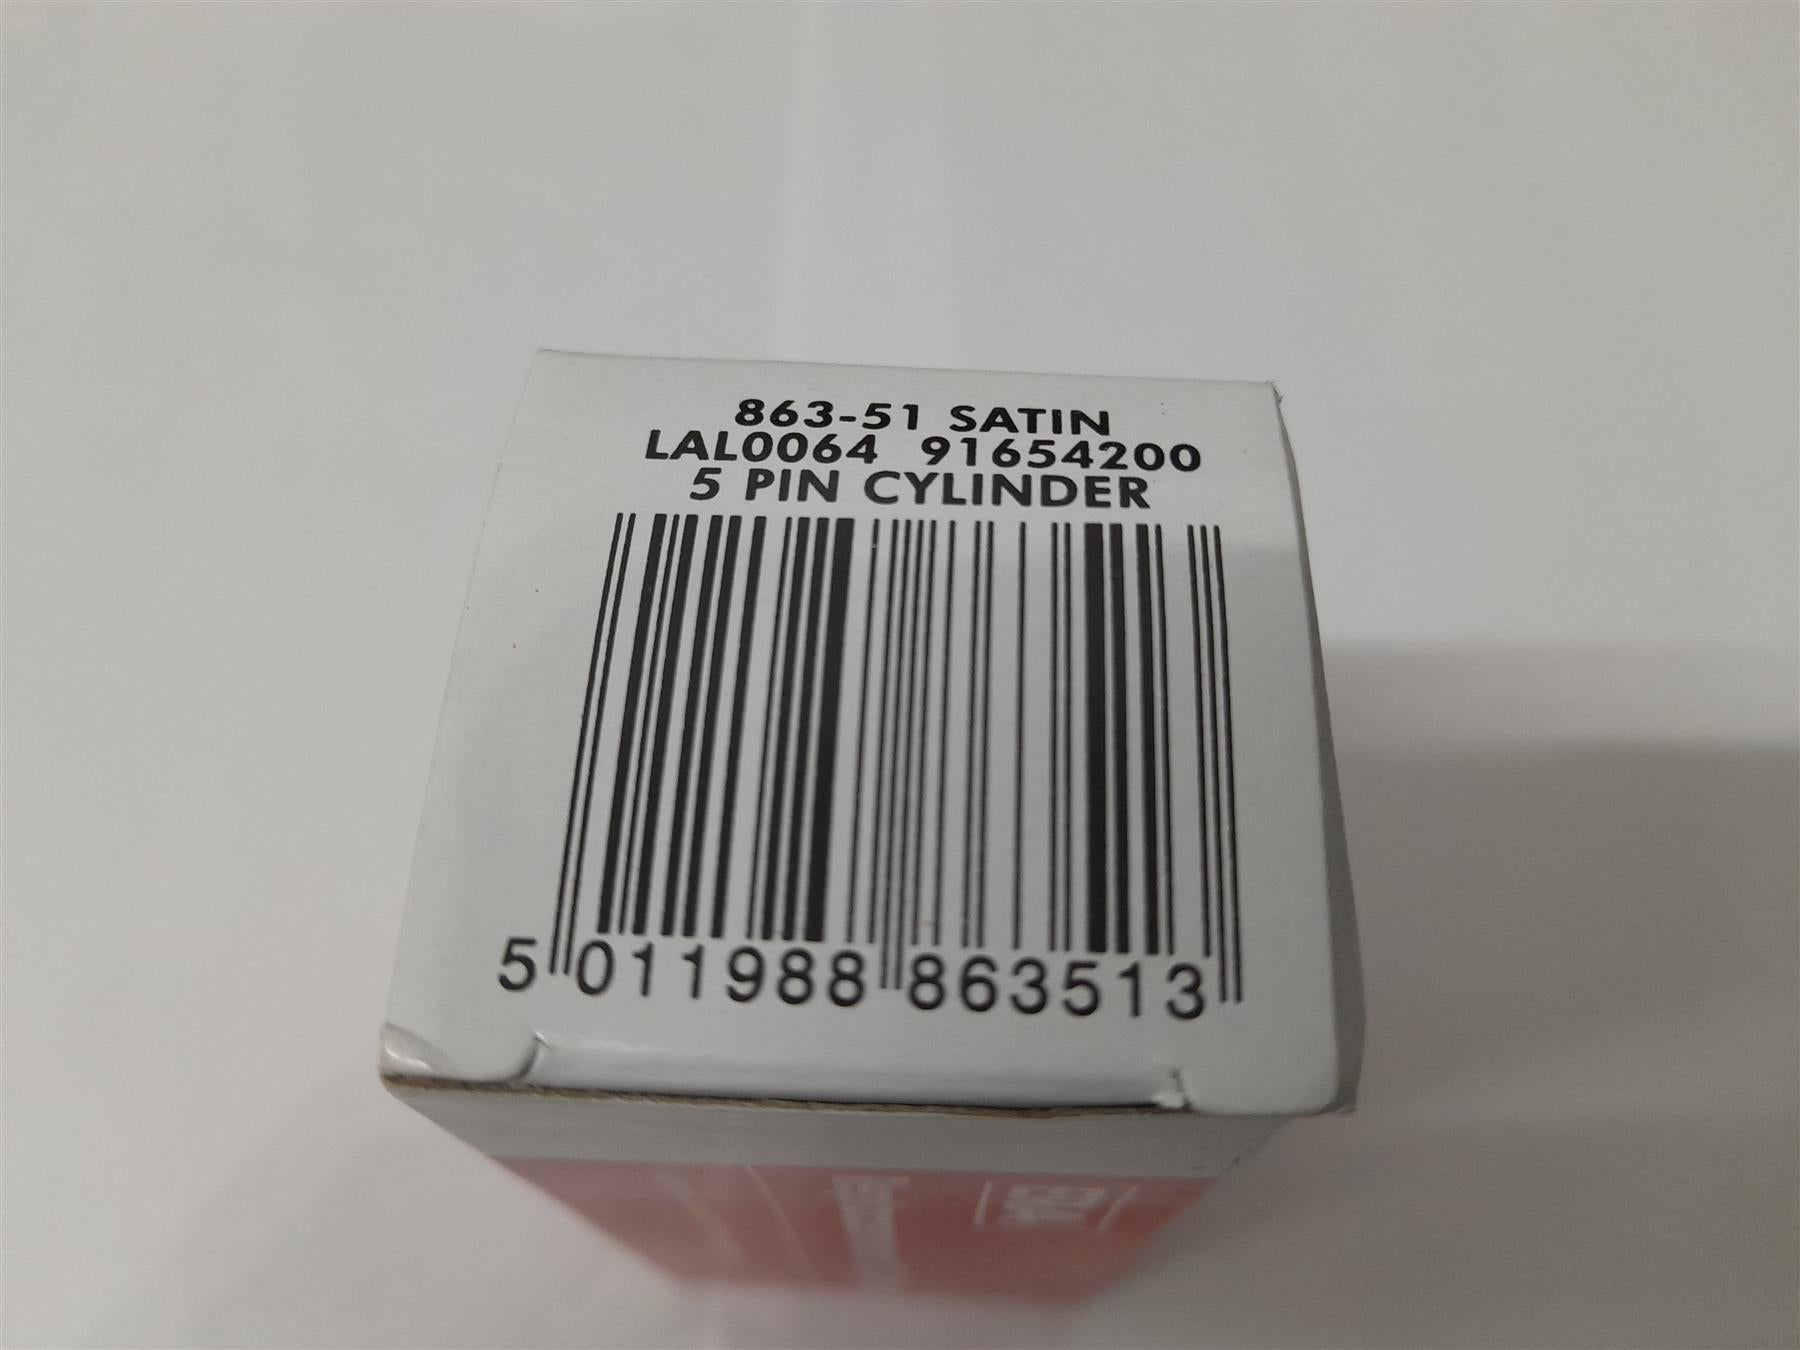 863-51 SATIN
LAL0064 91654200
5 PIN CYLINDER
5 011988 863513